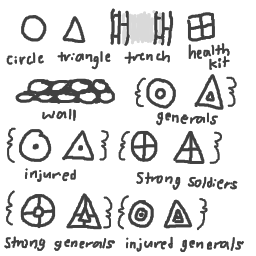 circle triangle trench health
kit
wall generals
injured Strong Soldiers
Strong generals injured generals